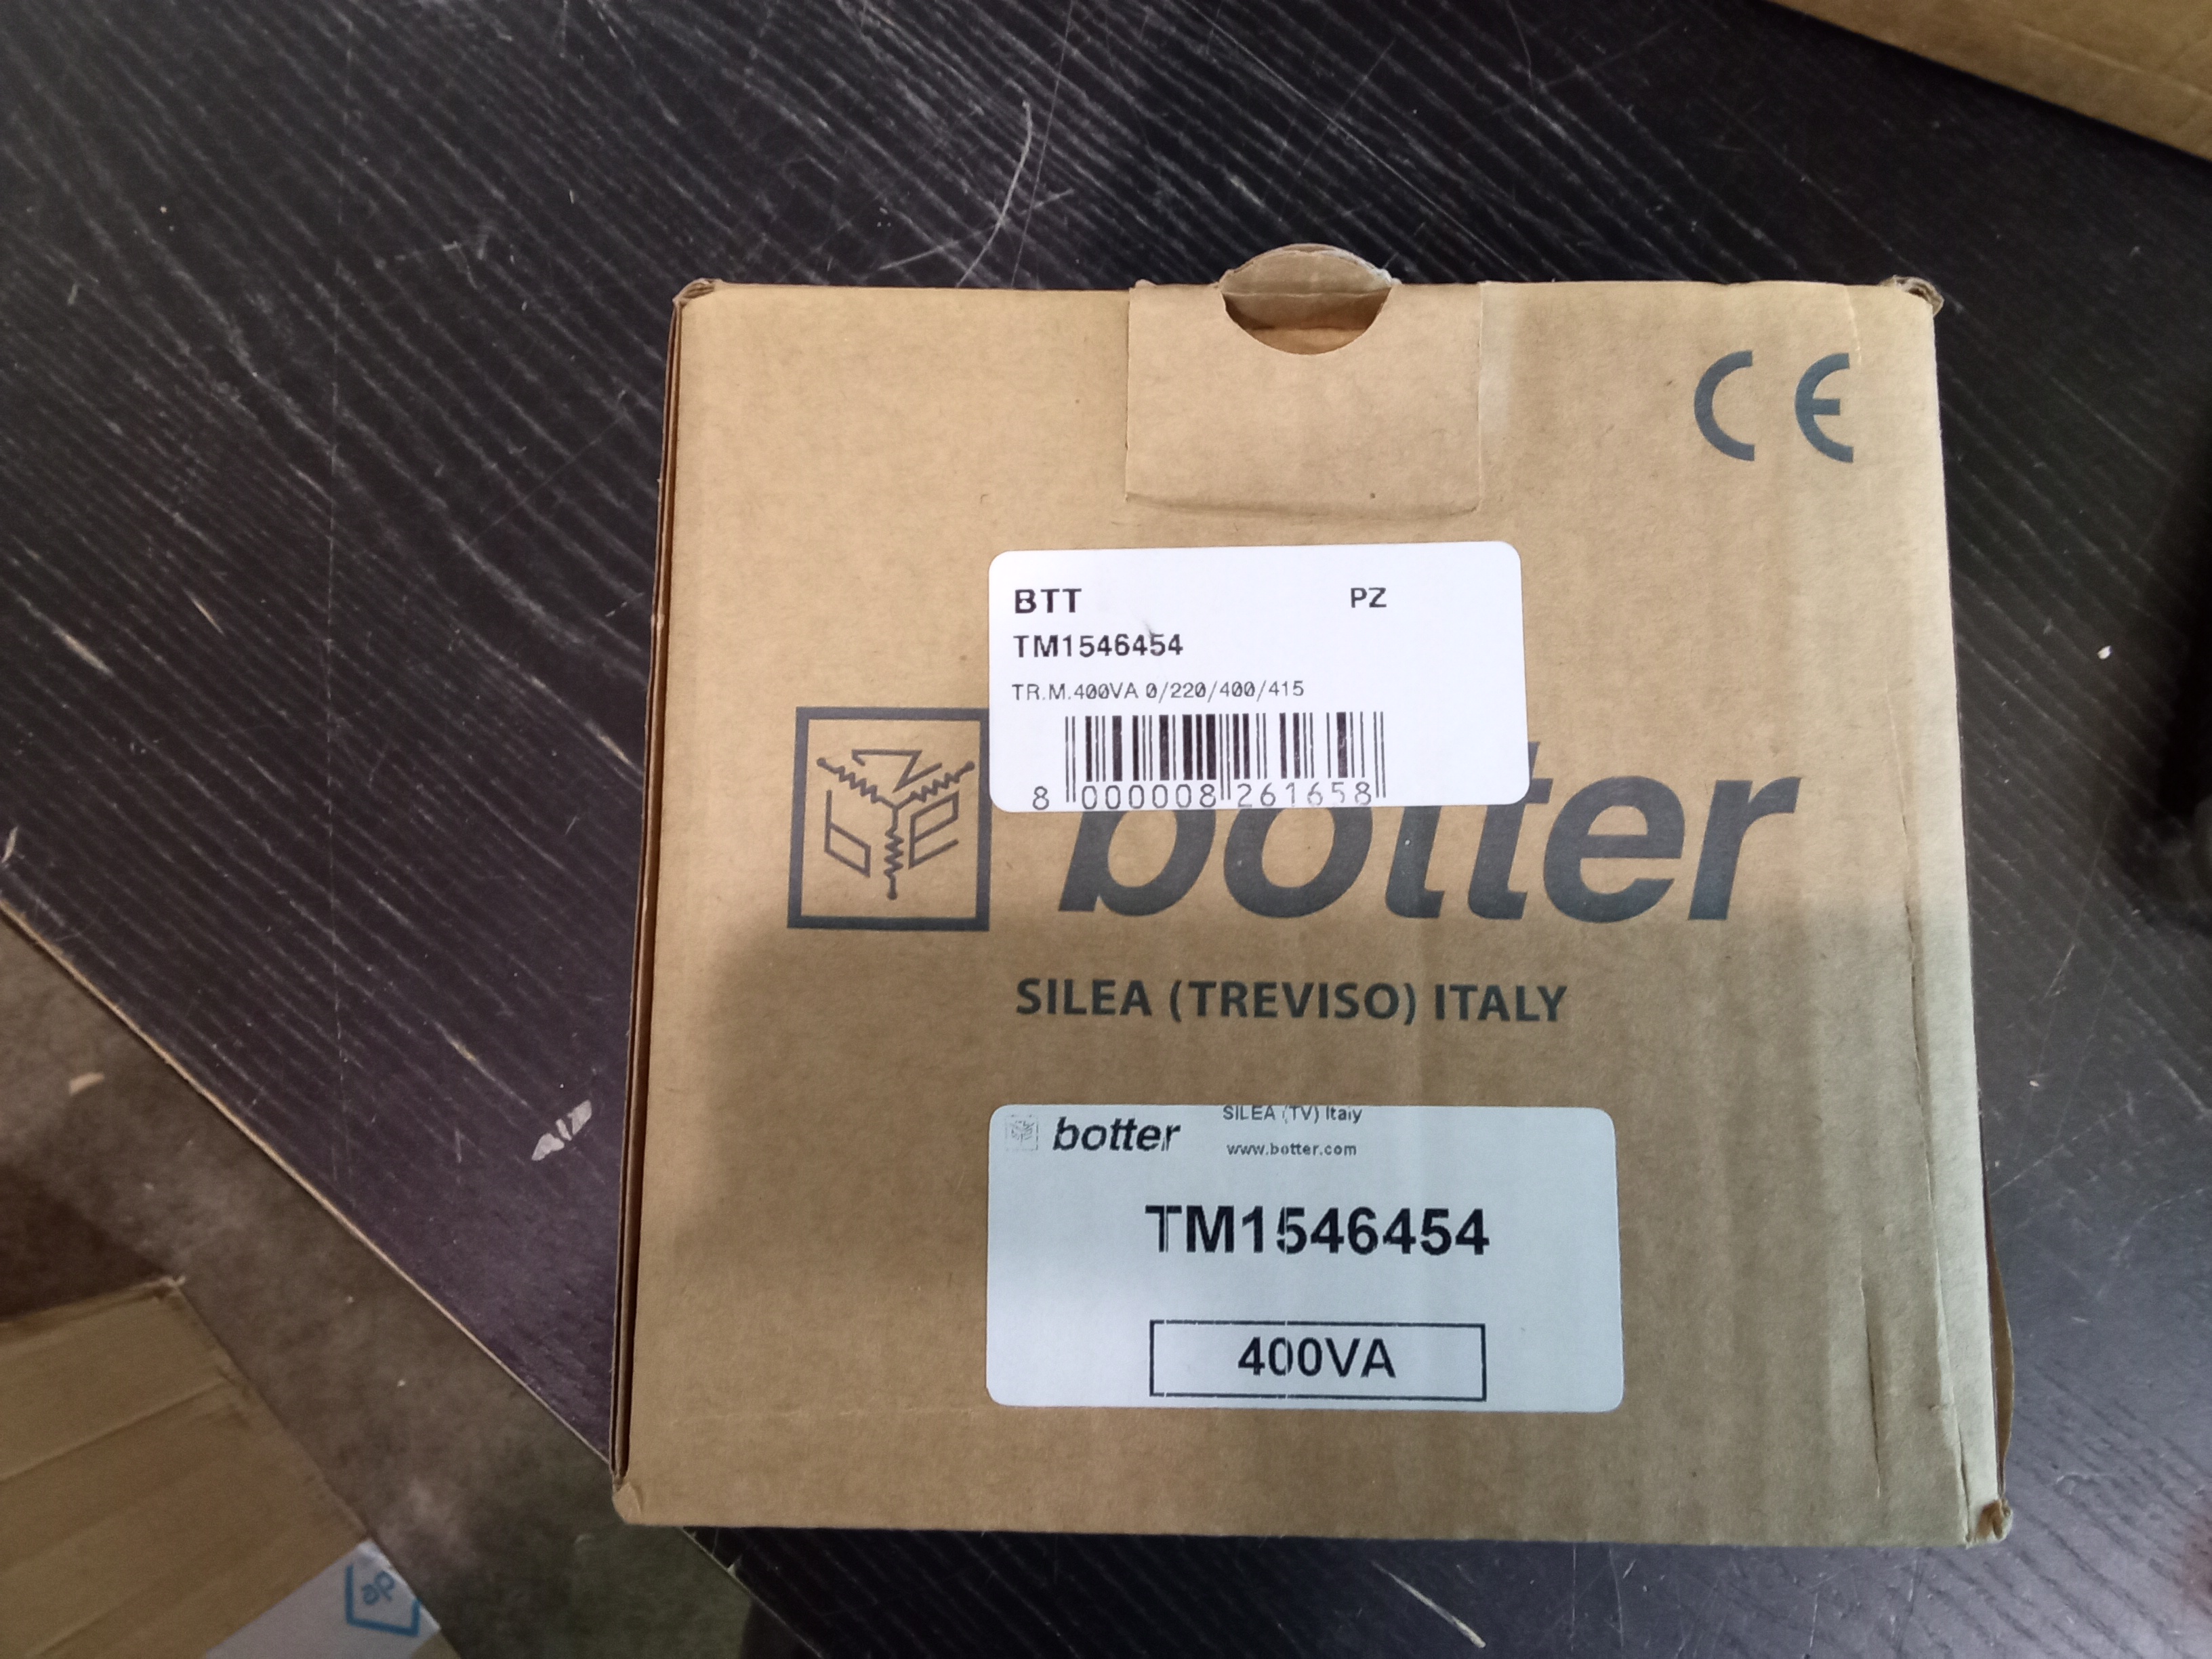 CE
BTT PZ
TM1546454
TR.M.400VA 0/220/400/415
8 000008 261658
botter
SILEA (TREVISO) ITALY
botter SILEA (TV) Italy
www.botter.com
TM1546454
400VA